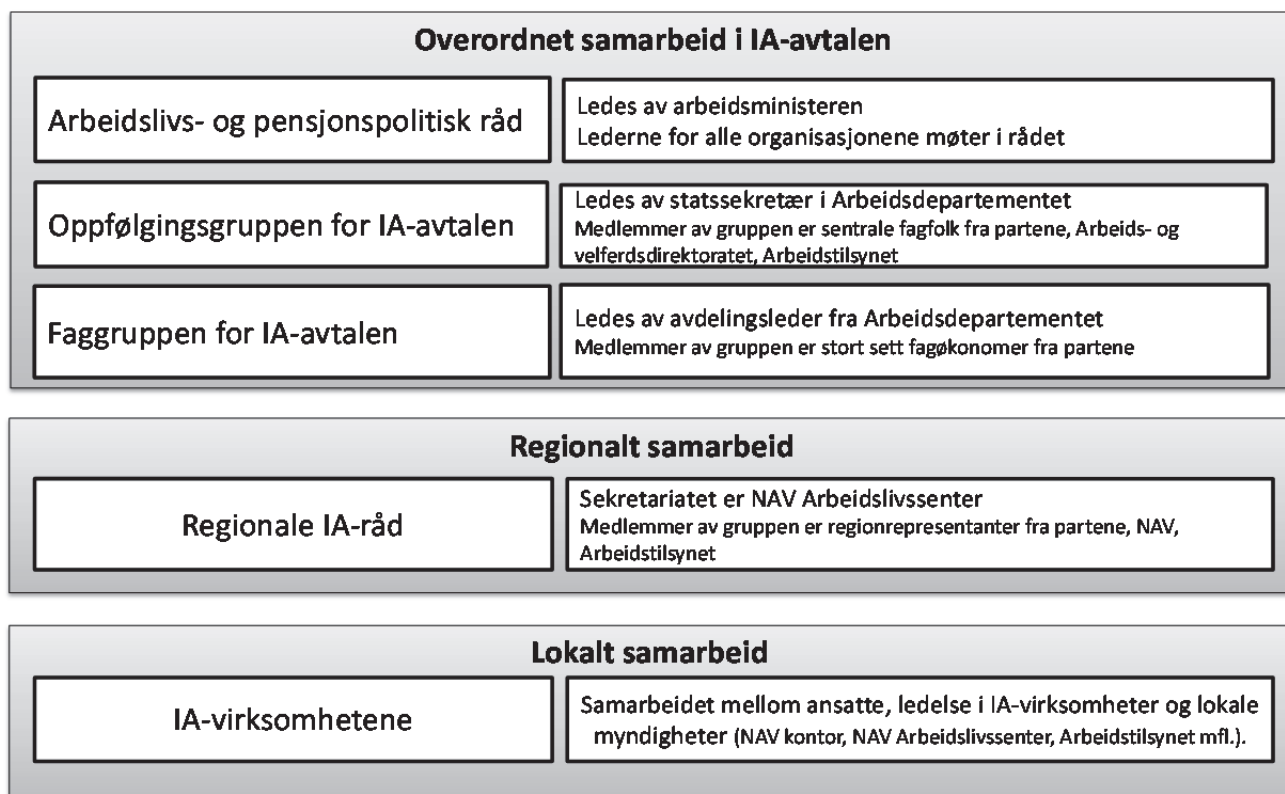 Overordnet samarbeid i IA-avtalen
Arbeidslivs- og pensjonspolitisk råd
Ledes av arbeidsministeren
Lederne for alle organisasjonene møter i rådet
Oppfølgingsgruppen for IA-avtalen
Ledes av statssekretær i Arbeidsdepartementet
Medlemmer av gruppen er sentrale fagfolk fra partene, Arbeids- og
velferdsdirektoratet, Arbeidstilsynet
Faggruppen for IA-avtalen
Ledes av avdelingsleder fra Arbeidsdepartementet
Medlemmer av gruppen er stort sett fagøkonomer fra partene
Regionalt samarbeid
Regionale IA-råd
Sekretariatet er NAV Arbeidslivssenter
Medlemmer av gruppen er regionrepresentanter fra partene, NAV,
Arbeidstilsynet
Lokalt samarbeid
IA-virksomhetene
Samarbeidet mellom ansatte, ledelse i IA-virksomheter og lokale
myndigheter (NAV kontor, NAV Arbeidslivssenter, Arbeidstilsynet mfl.).